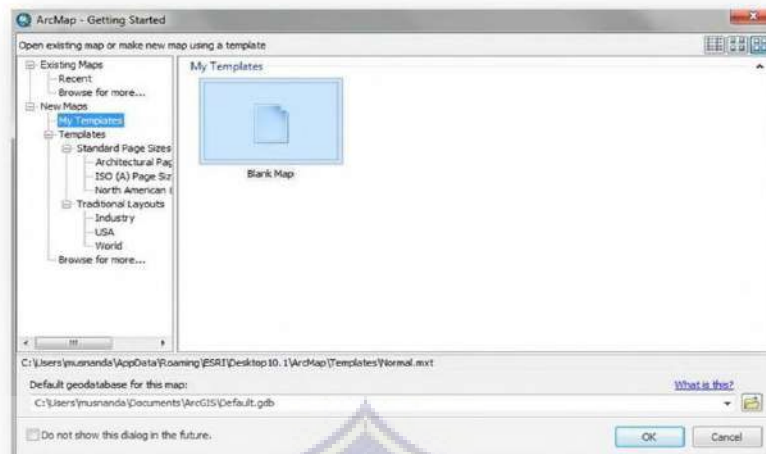 ArcMap - Getting Started
Open existing map or make new map using a template
Existing Maps
Recent
Browse for more...
New Maps
My Templates
Templates
Standard Page Sizes
Architectural Pag
ISO (A) Page Siz
North American
Traditional Layouts
Industry
USA
World
Browse for more...
My Templates
Blank Map
C:\Users\musnanda\AppData\Roaming\ESRI\Desktop10.1\ArcMap\Templates\Normal.mxt
Default geodatabase for this map:
What is this?
C:\Users\musnanda\Documents\ArcGIS\Default.gdb
Do not show this dialog in the future.
OK
Cancel